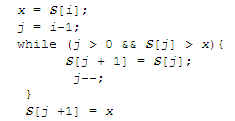 x = S[i];
j = i-1;
while (j > 0 && S[j] > x){
S[j + 1] = S[j];
j--;
}
S[j +1] = x